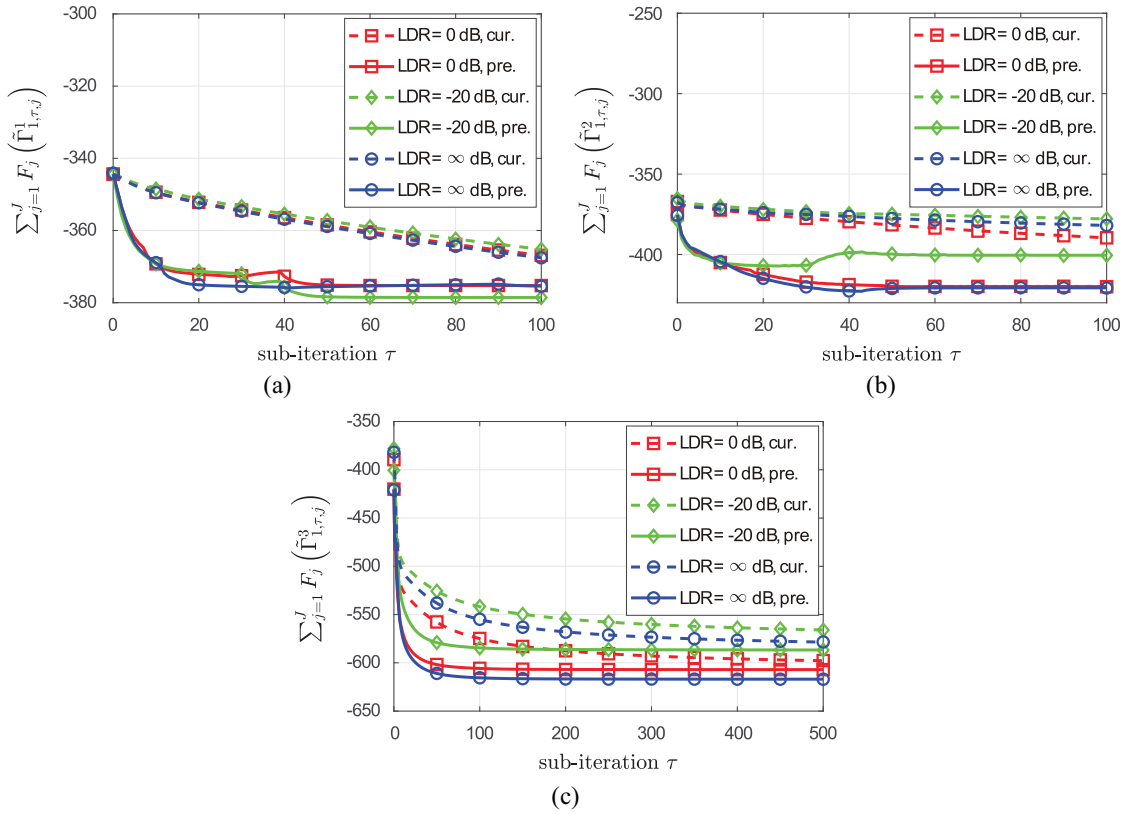 -300
-320
-340
-360
-380
0 20 40 60 80 100
∑_{j=1}^{J} F_j (Γ̃^1_{1,τ,j})
sub-iteration τ
LDR= 0 dB, cur.
LDR= 0 dB, pre.
LDR= -20 dB, cur.
LDR= -20 dB, pre.
LDR= ∞ dB, cur.
LDR= ∞ dB, pre.
(a)
-250
-300
-350
-400
0 20 40 60 80 100
∑_{j=1}^{J} F_j (Γ̃^2_{1,τ,j})
sub-iteration τ
LDR= 0 dB, cur.
LDR= 0 dB, pre.
LDR= -20 dB, cur.
LDR= -20 dB, pre.
LDR= ∞ dB, cur.
LDR= ∞ dB, pre.
(b)
-350
-400
-450
-500
-550
-600
-650
0 100 200 300 400 500
∑_{j=1}^{J} F_j (Γ̃^3_{1,τ,j})
sub-iteration τ
LDR= 0 dB, cur.
LDR= 0 dB, pre.
LDR= -20 dB, cur.
LDR= -20 dB, pre.
LDR= ∞ dB, cur.
LDR= ∞ dB, pre.
(c)